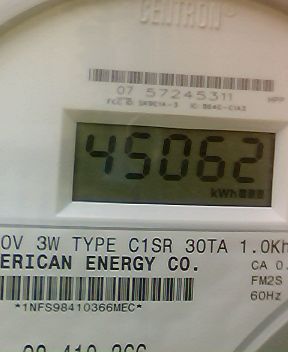 CENTRON
07 57245311
45062
kWh
0V 3W TYPE C1SR 30TA 1.0Kh
ERICAN ENERGY CO.
CA 0.
FM2S
60Hz
*1NFS98410366MEC*